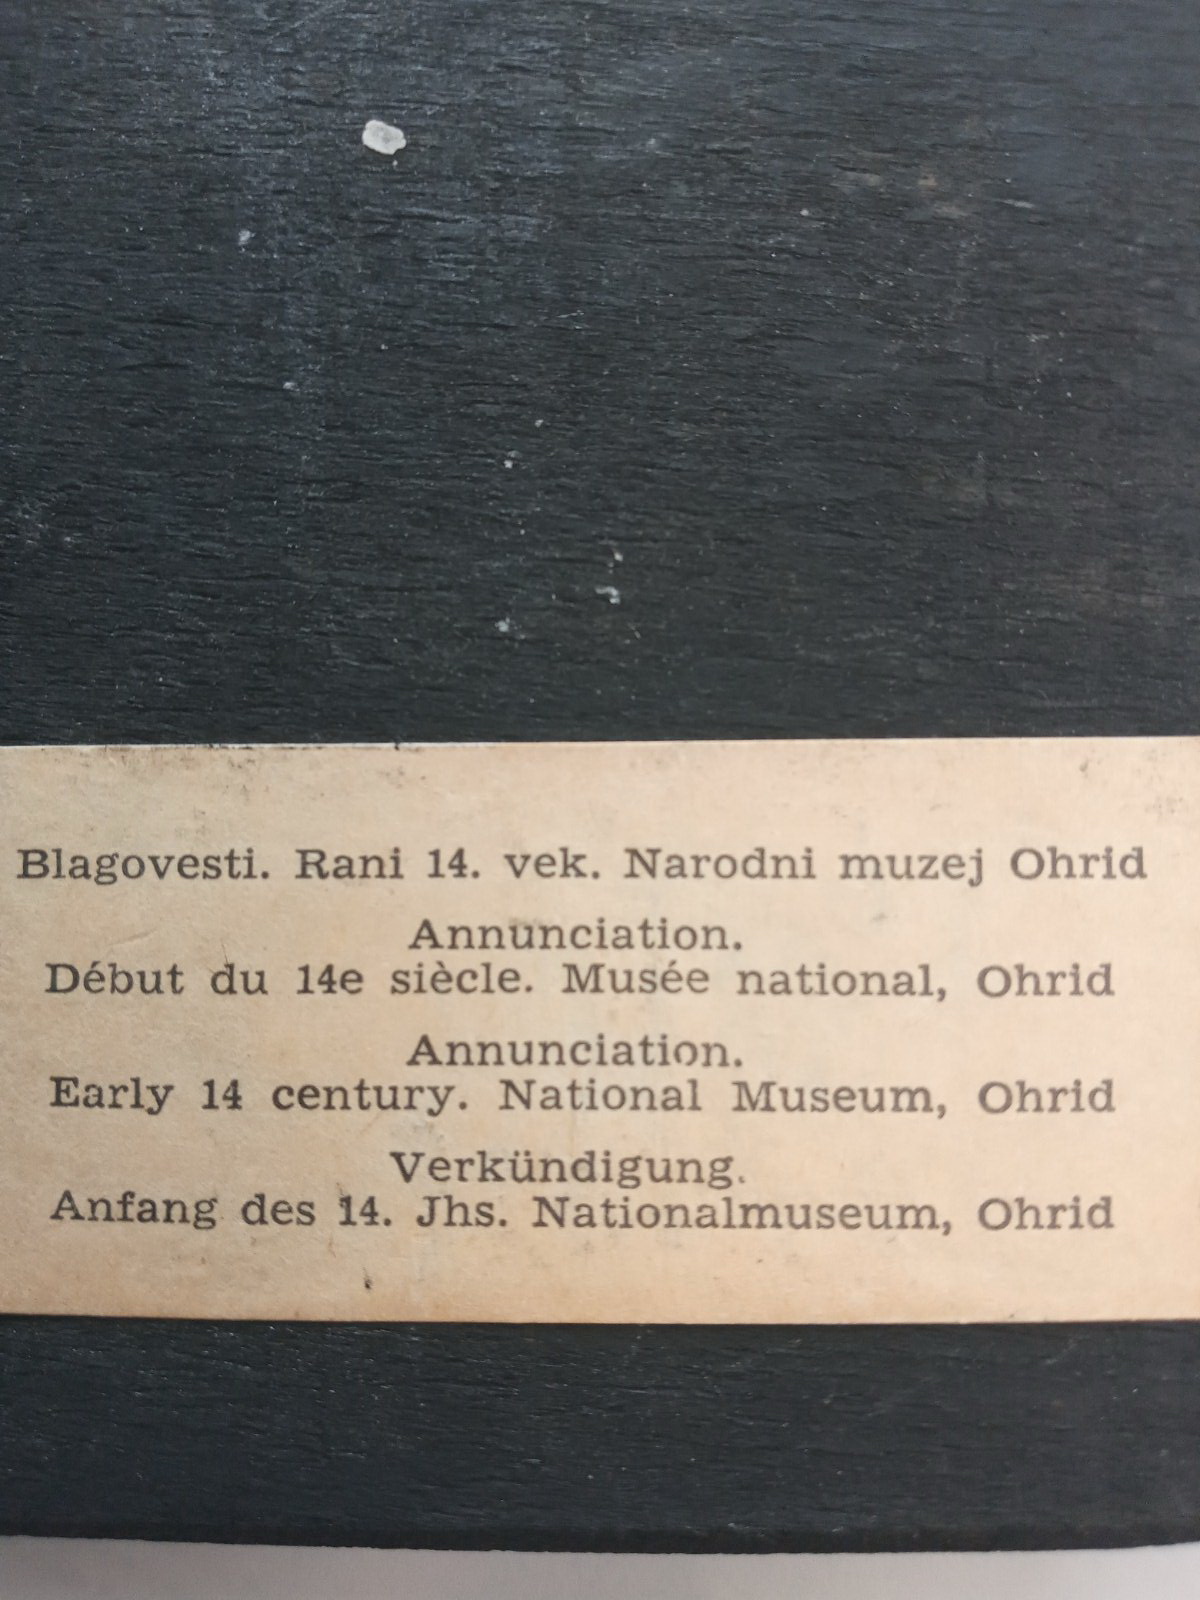 Blagovesti. Rani 14. vek. Narodni muzej Ohrid
Annunciation.
Début du 14e siècle. Musée national, Ohrid
Annunciation.
Early 14 century. National Museum, Ohrid
Verkündigung.
Anfang des 14. Jhs. Nationalmuseum, Ohrid